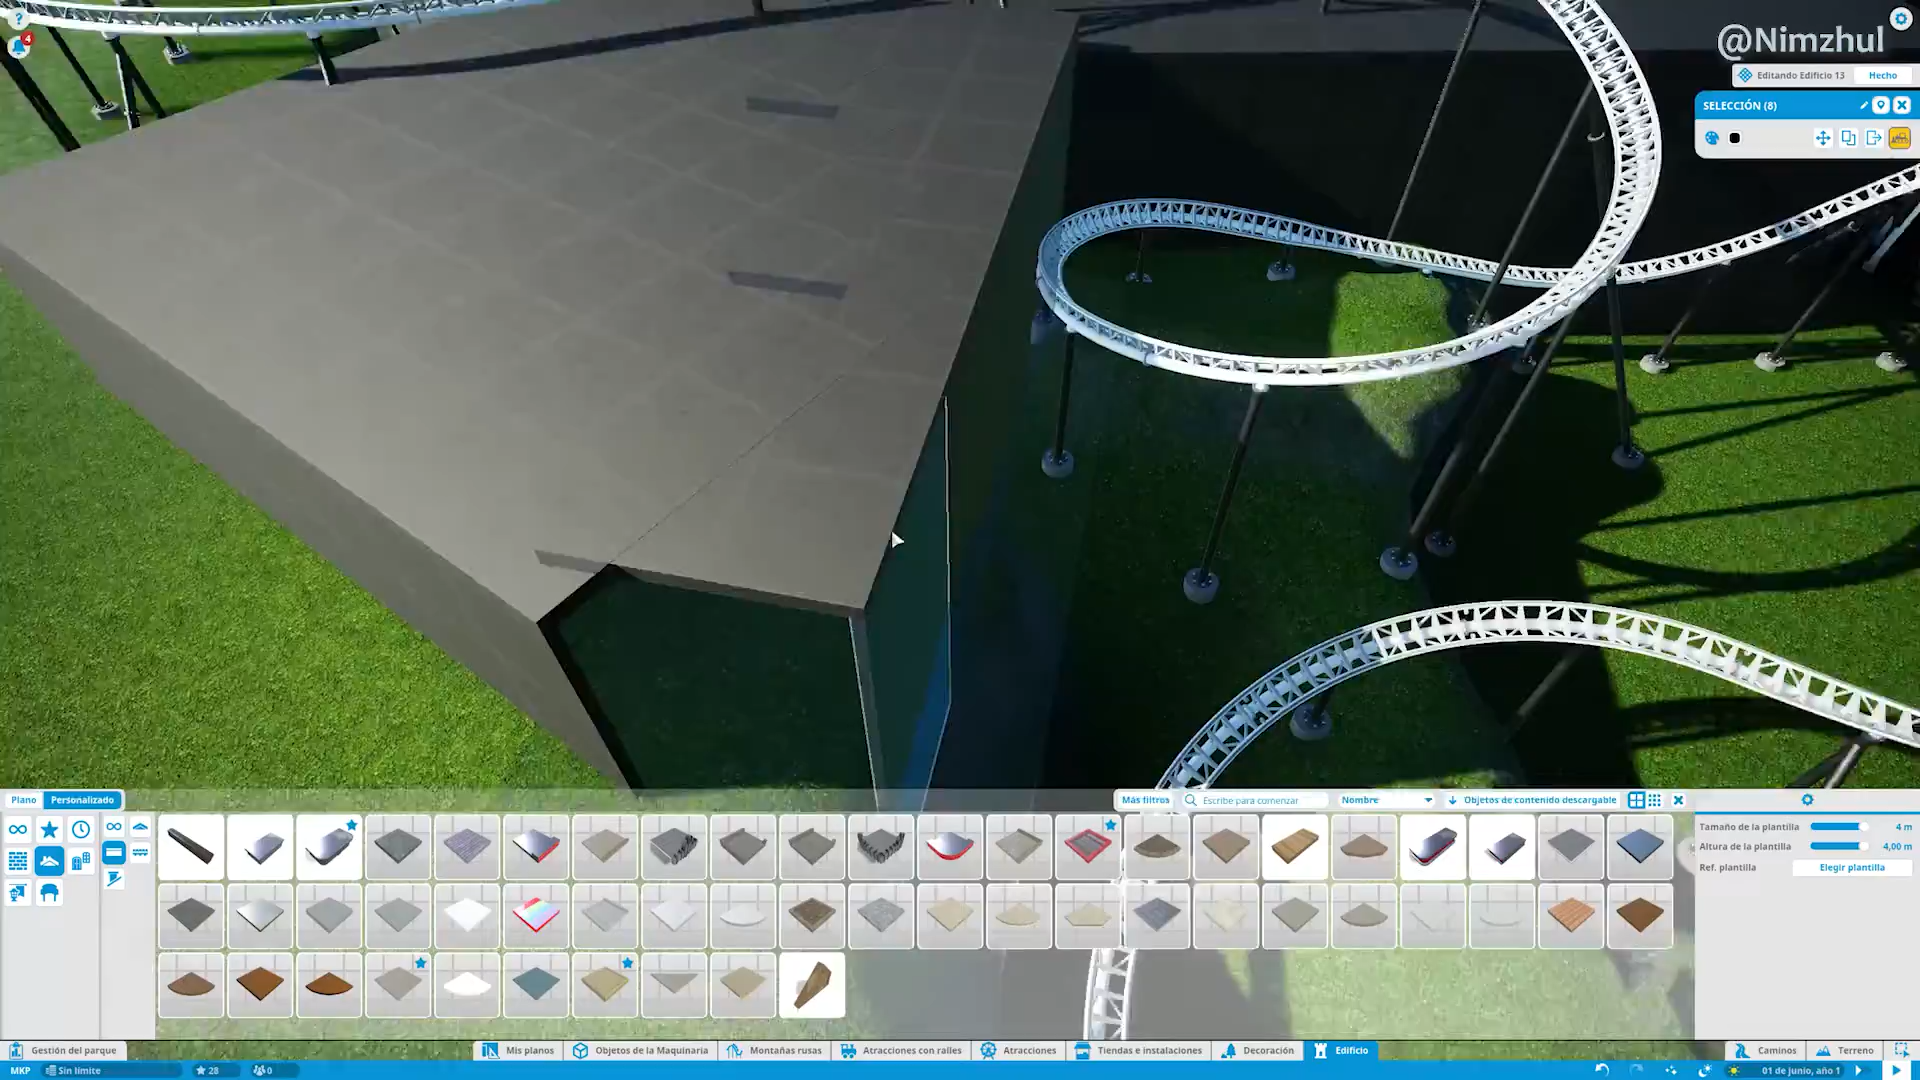 ?
4
@Nimzhul
Editando Edificio 13
Hecho
SELECCIÓN (8)
Plano
Personalizado
Más filtros
Escribe para comenzar
Nombre
Objetos de contenido descargable
Tamaño de la plantilla
4 m
Altura de la plantilla
4,00 m
Ref. plantilla
Elegir plantilla
Gestión del parque
Mis planos
Objetos de la Maquinaria
Montañas rusas
Atracciones con raíles
Atracciones
Tiendas e instalaciones
Decoración
Edificio
Caminos
Terreno
MKP
Sin límite
28
0
01 de junio, año 1